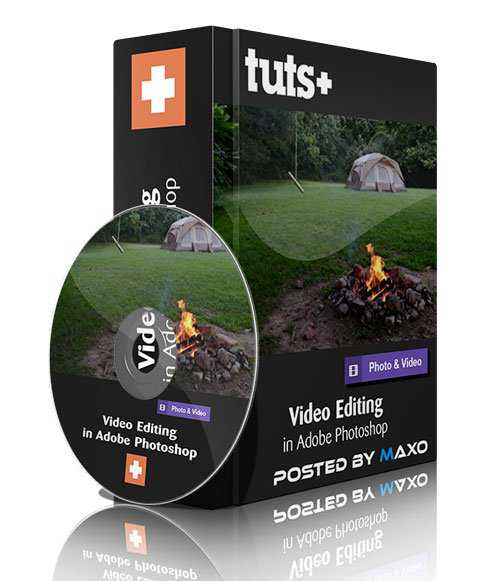 tuts+
Photo & Video
Video Editing
in Adobe Photoshop
POSTED BY MAXO
Photo & Video
Video Editing
in Adobe Photoshop